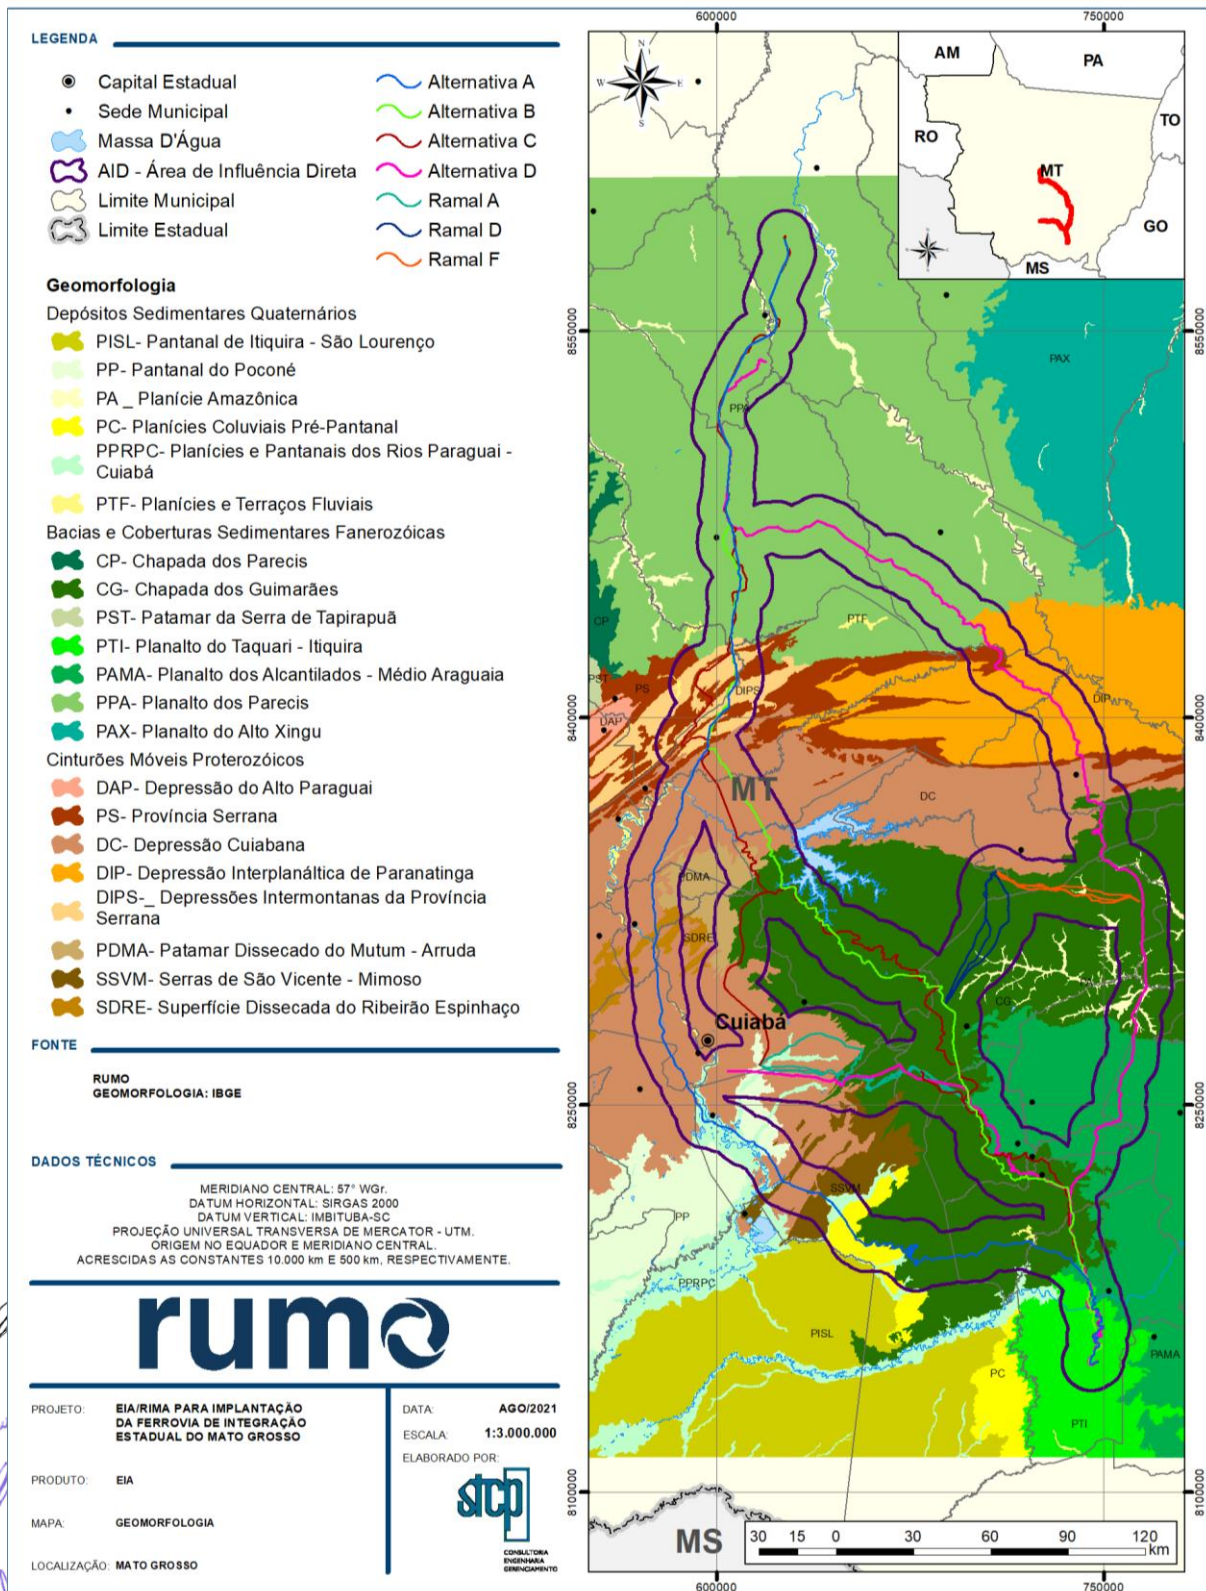 LEGENDA
Capital Estadual
Sede Municipal
Massa D'Água
AID - Área de Influência Direta
Limite Municipal
Limite Estadual
Alternativa A
Alternativa B
Alternativa C
Alternativa D
Ramal A
Ramal D
Ramal F
Geomorfologia
Depósitos Sedimentares Quaternários
PISL- Pantanal de Itiquira - São Lourenço
PP- Pantanal do Poconé
PA _ Planície Amazônica
PC- Planícies Coluviais Pré-Pantanal
PPRPC- Planícies e Pantanais dos Rios Paraguai -
Cuiabá
PTF- Planícies e Terraços Fluviais
Bacias e Coberturas Sedimentares Fanerozóicas
CP- Chapada dos Parecis
CG- Chapada dos Guimarães
PST- Patamar da Serra de Tapirapuã
PTI- Planalto do Taquari - Itiquira
PAMA- Planalto dos Alcantilados - Médio Araguaia
PPA- Planalto dos Parecis
PAX- Planalto do Alto Xingu
Cinturões Móveis Proterozóicos
DAP- Depressão do Alto Paraguai
PS- Província Serrana
DC- Depressão Cuiabana
DIP- Depressão Interplanáltica de Paranatinga
DIPS-_ Depressões Intermontanas da Província
Serrana
PDMA- Patamar Dissecado do Mutum - Arruda
SSVM- Serras de São Vicente - Mimoso
SDRE- Superfície Dissecada do Ribeirão Espinhaço
FONTE
RUMO
GEOMORFOLOGIA: IBGE
DADOS TÉCNICOS
MERIDIANO CENTRAL: 57° WGr.
DATUM HORIZONTAL: SIRGAS 2000
DATUM VERTICAL: IMBITUBA-SC
PROJEÇÃO UNIVERSAL TRANSVERSA DE MERCATOR - UTM.
ORIGEM NO EQUADOR E MERIDIANO CENTRAL.
ACRESCIDAS AS CONSTANTES 10.000 km E 500 km, RESPECTIVAMENTE.
rumo
PROJETO: EIA/RIMA PARA IMPLANTAÇÃO
DA FERROVIA DE INTEGRAÇÃO
ESTADUAL DO MATO GROSSO
DATA: AGO/2021
ESCALA: 1:3.000.000
ELABORADO POR:
stcp
CONSULTORIA
ENGENHARIA
GERENCIAMENTO
PRODUTO: EIA
MAPA: GEOMORFOLOGIA
LOCALIZAÇÃO: MATO GROSSO
600000
750000
N
W
E
S
AM
PA
RO
TO
MT
GO
MS
8550000
8550000
PAX
PPA
CP
PTF
PST
PS
DIPS
DIP
DAP
8400000
8400000
MT
DC
PDMA
SDRE
CG
Cuiabá
8250000
8250000
SSVM
PP
PPRPC
PISL
PC
PAMA
PTI
8100000
8100000
MS
30 15 0 30 60 90 120
km
600000
750000